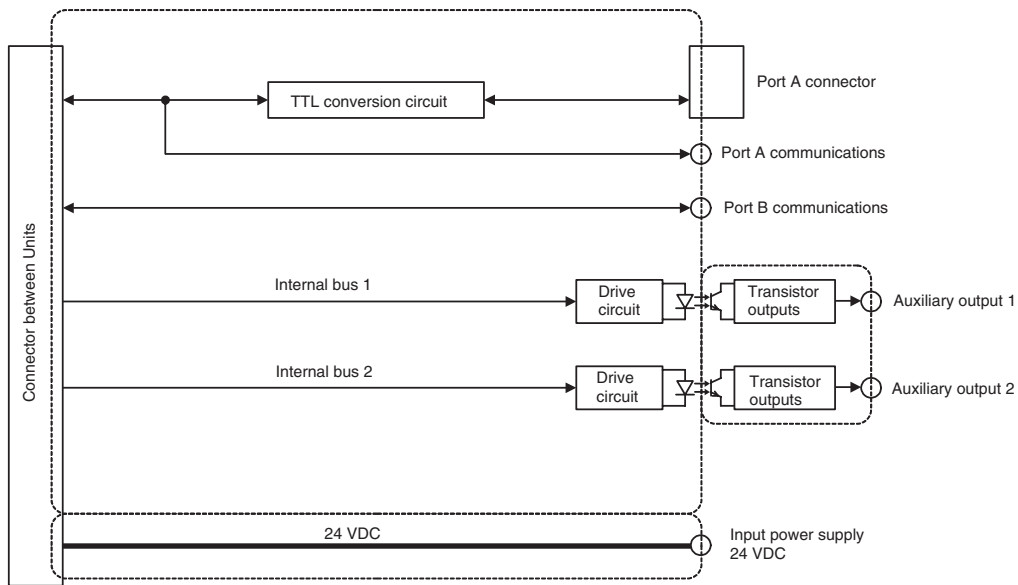 Port A connector
TTL conversion circuit
Port A communications
Port B communications
Connector between Units
Internal bus 1
Drive
circuit
Transistor
outputs
Auxiliary output 1
Internal bus 2
Drive
circuit
Transistor
outputs
Auxiliary output 2
24 VDC
Input power supply
24 VDC